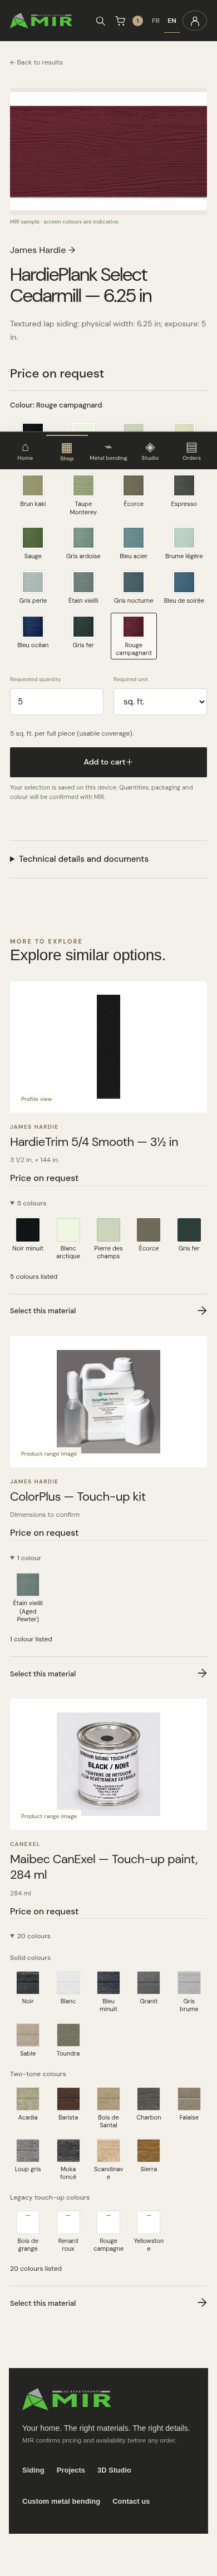 AMIR
1
FR
EN
← Back to results
MIR sample · screen colours are indicative
James Hardie →
HardiePlank Select
Cedarmill — 6.25 in
Textured lap siding: physical width: 6.25 in; exposure: 5
in.
Price on request
Colour: Rouge campagnard
Home
Shop
Metal bending
Studio
Orders
Brun kaki
Taupe
Monterey
Écorce
Espresso
Sauge
Gris ardoise
Bleu acier
Brume légère
Gris perle
Étain vieilli
Gris nocturne
Bleu de soirée
Bleu océan
Gris fer
Rouge
campagnard
Requested quantity
Required unit
5
sq. ft.
5 sq. ft. per full piece (usable coverage).
Add to cart +
Your selection is saved on this device. Quantities, packaging and
colour will be confirmed with MIR.
▶ Technical details and documents
MORE TO EXPLORE
Explore similar options.
Profile view
JAMES HARDIE
HardieTrim 5/4 Smooth — 3½ in
3 1/2 in. × 144 in.
Price on request
▼ 5 colours
Noir minuit
Blanc
arctique
Pierre des
champs
Écorce
Gris fer
5 colours listed
Select this material →
Product range image
JAMES HARDIE
ColorPlus — Touch-up kit
Dimensions to confirm
Price on request
▼ 1 colour
Étain vieilli
(Aged
Pewter)
1 colour listed
Select this material →
BLACK / NOIR
Product range image
CANEXEL
Maibec CanExel — Touch-up paint,
284 ml
284 ml
Price on request
▼ 20 colours
Solid colours
Noir
Blanc
Bleu
minuit
Granit
Gris
brume
Sable
Toundra
Two-tone colours
Acadia
Barista
Bois de
Santal
Charbon
Falaise
Loup gris
Moka
foncé
Scandinav
e
Sierra
Legacy touch-up colours
—
—
—
—
Bois de
grange
Renard
roux
Rouge
campagne
Yellowston
e
20 colours listed
Select this material →
AMIR
Your home. The right materials. The right details.
MIR confirms pricing and availability before any order.
Siding
Projects
3D Studio
Custom metal bending
Contact us